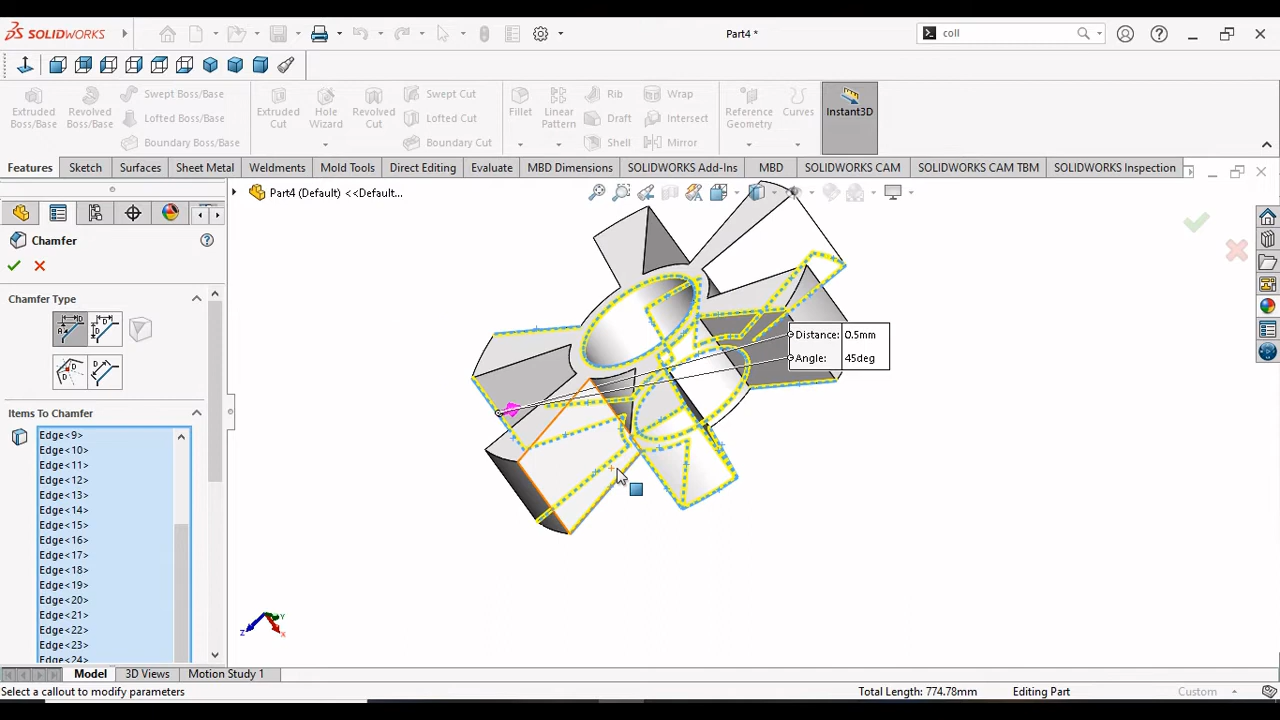 SOLIDWORKS
Part4 *
coll
Extruded Boss/Base
Revolved Boss/Base
Swept Boss/Base
Lofted Boss/Base
Boundary Boss/Base
Extruded Cut
Hole Wizard
Revolved Cut
Swept Cut
Lofted Cut
Boundary Cut
Fillet
Linear Pattern
Rib
Draft
Shell
Wrap
Intersect
Mirror
Reference Geometry
Curves
Instant3D
Features
Sketch
Surfaces
Sheet Metal
Weldments
Mold Tools
Direct Editing
Evaluate
MBD Dimensions
SOLIDWORKS Add-Ins
MBD
SOLIDWORKS CAM
SOLIDWORKS CAM TBM
SOLIDWORKS Inspection
Part4 (Default) <<Default...
Chamfer
Chamfer Type
Items To Chamfer
Edge<9>
Edge<10>
Edge<11>
Edge<12>
Edge<13>
Edge<14>
Edge<15>
Edge<16>
Edge<17>
Edge<18>
Edge<19>
Edge<20>
Edge<21>
Edge<22>
Edge<23>
Edge<24>
Distance: 0.5mm
Angle: 45deg
Z
Y
X
Model
3D Views
Motion Study 1
Select a callout to modify parameters
Total Length: 774.78mm
Editing Part
Custom